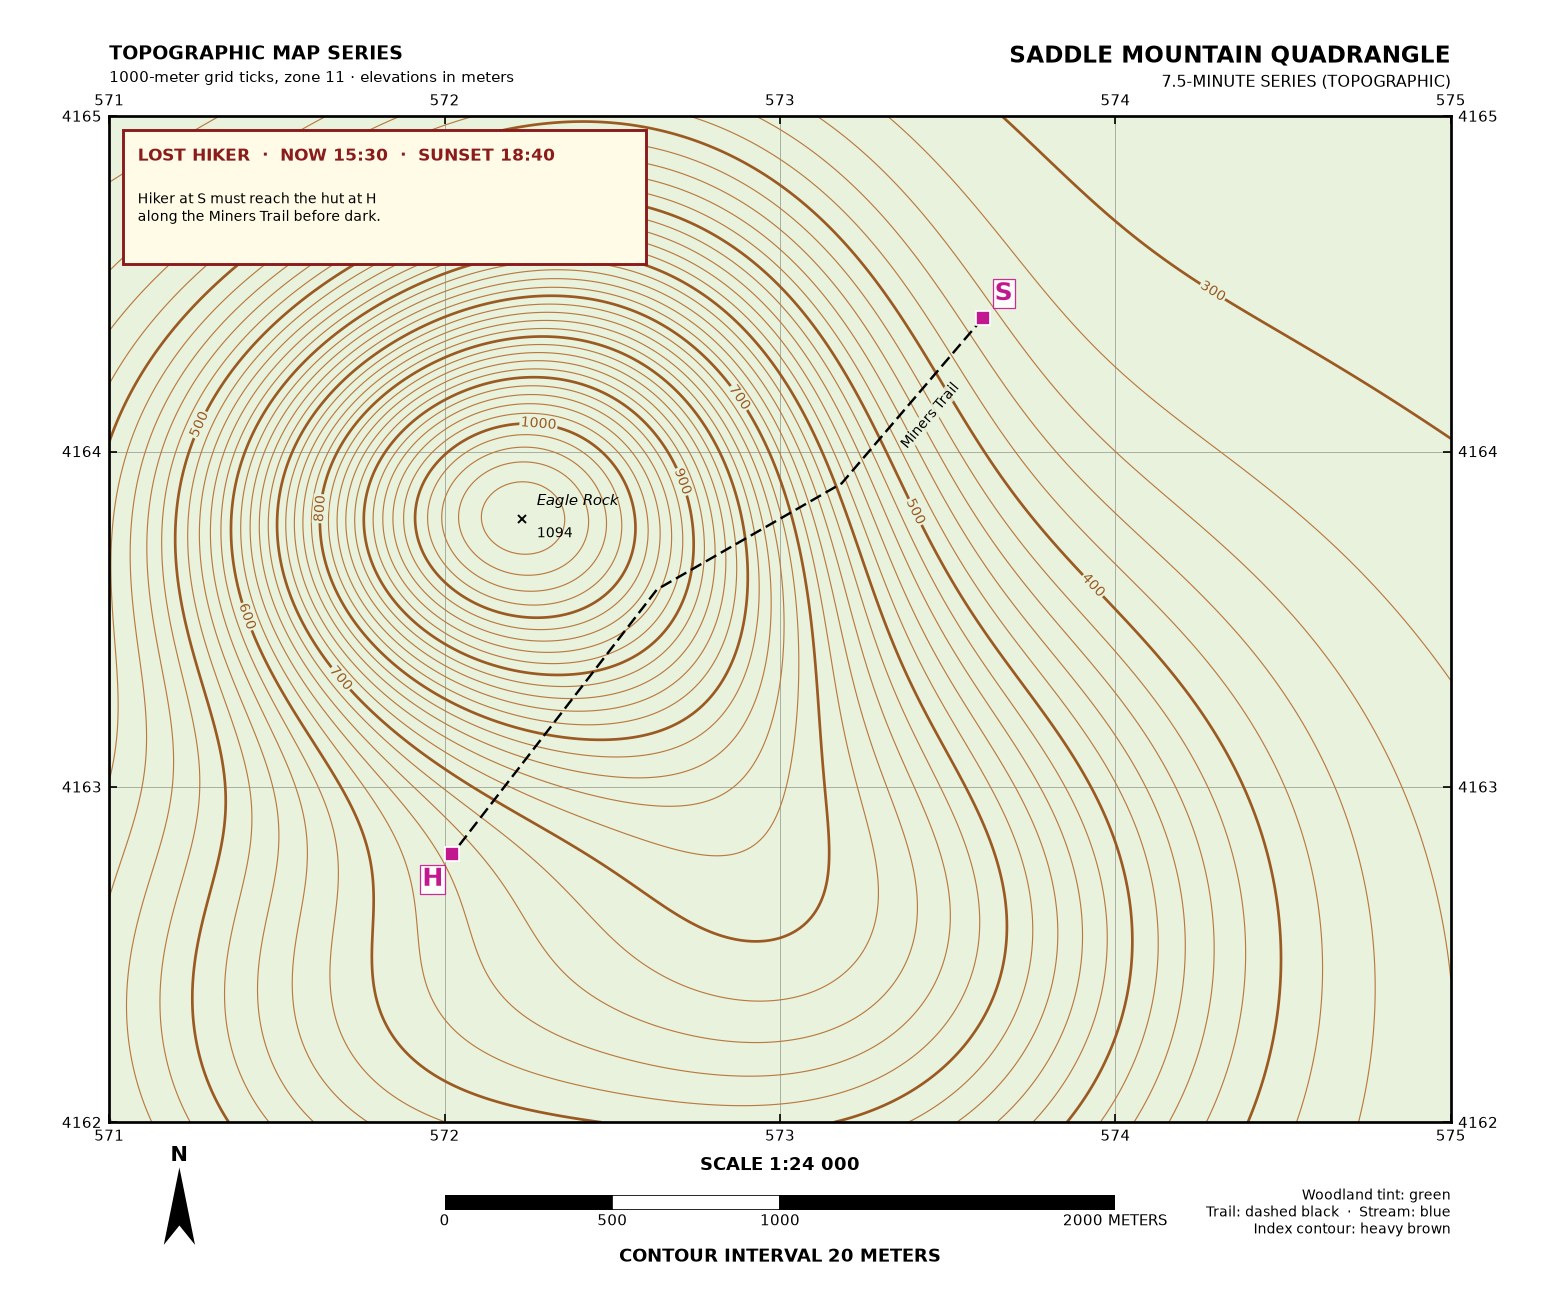 TOPOGRAPHIC MAP SERIES
1000-meter grid ticks, zone 11 · elevations in meters
SADDLE MOUNTAIN QUADRANGLE
7.5-MINUTE SERIES (TOPOGRAPHIC)
571 572 573 574 575
4165 4165
LOST HIKER · NOW 15:30 · SUNSET 18:40
Hiker at S must reach the hut at H
along the Miners Trail before dark.
300
S
700
Miners Trail
500
1000
4164 4164
900
Eagle Rock
800
500
1094
400
600
700
4163 4163
H
4162 4162
571 572 573 574 575
N
SCALE 1:24 000
0 500 1000 2000 METERS
CONTOUR INTERVAL 20 METERS
Woodland tint: green
Trail: dashed black · Stream: blue
Index contour: heavy brown